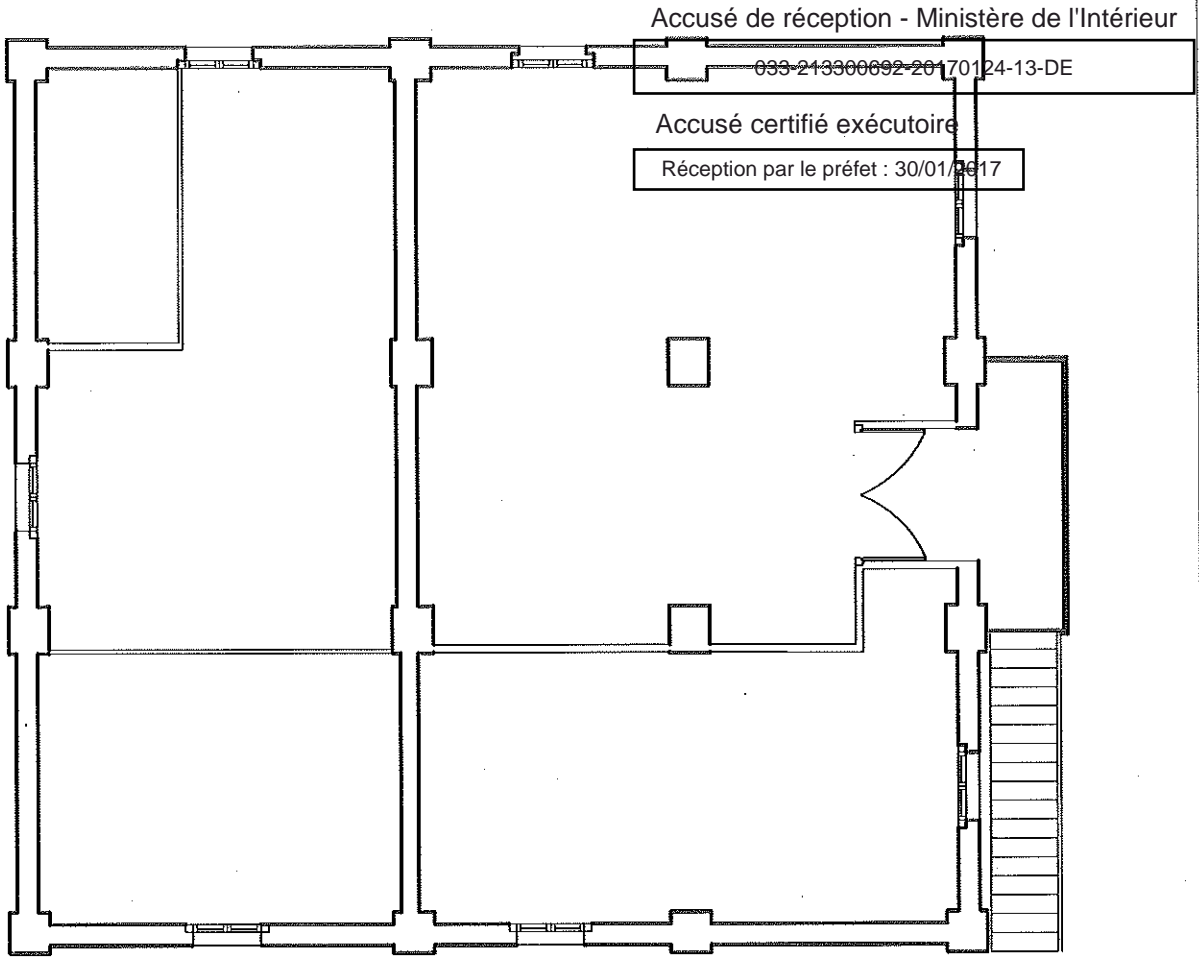 Accusé de réception - Ministère de l'Intérieur
033-213300692-20170124-13-DE
Accusé certifié exécutoire
Réception par le préfet : 30/01/2017